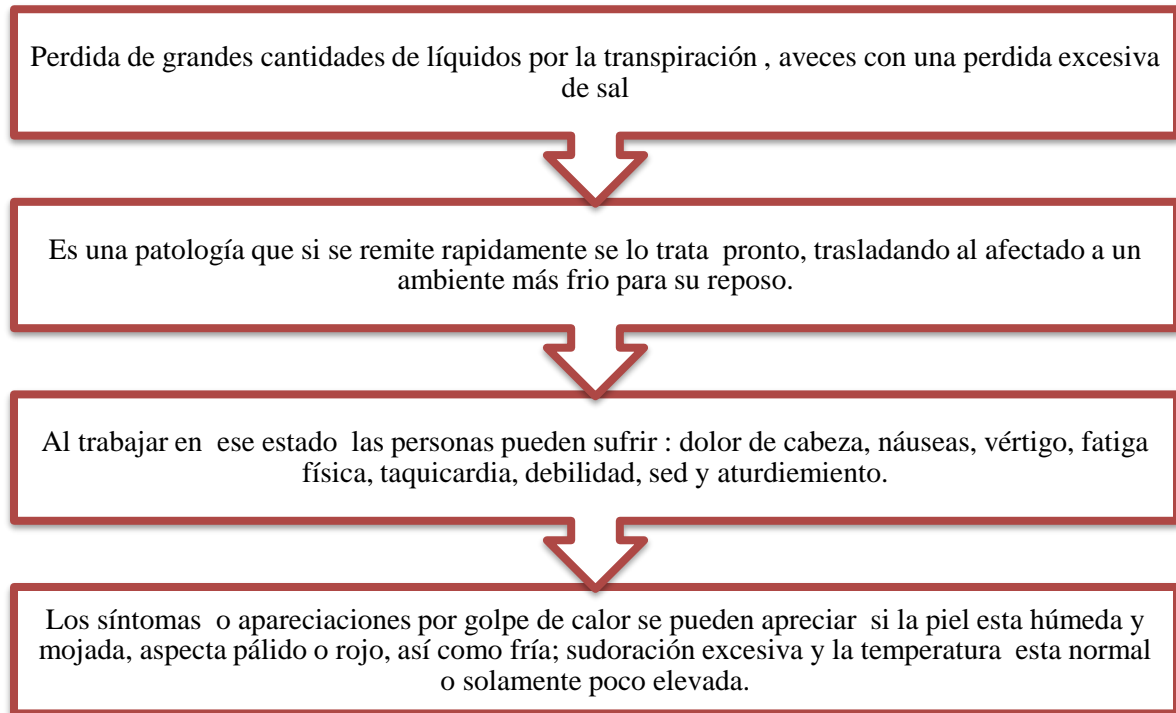 Perdida de grandes cantidades de líquidos por la transpiración , aveces con una perdida excesiva
de sal
Es una patología que si se remite rapidamente se lo trata pronto, trasladando al afectado a un
ambiente más frio para su reposo.
Al trabajar en ese estado las personas pueden sufrir : dolor de cabeza, náuseas, vértigo, fatiga
física, taquicardia, debilidad, sed y aturdiemiento.
Los síntomas o apareciaciones por golpe de calor se pueden apreciar si la piel esta húmeda y
mojada, aspecta pálido o rojo, así como fría; sudoración excesiva y la temperatura esta normal
o solamente poco elevada.